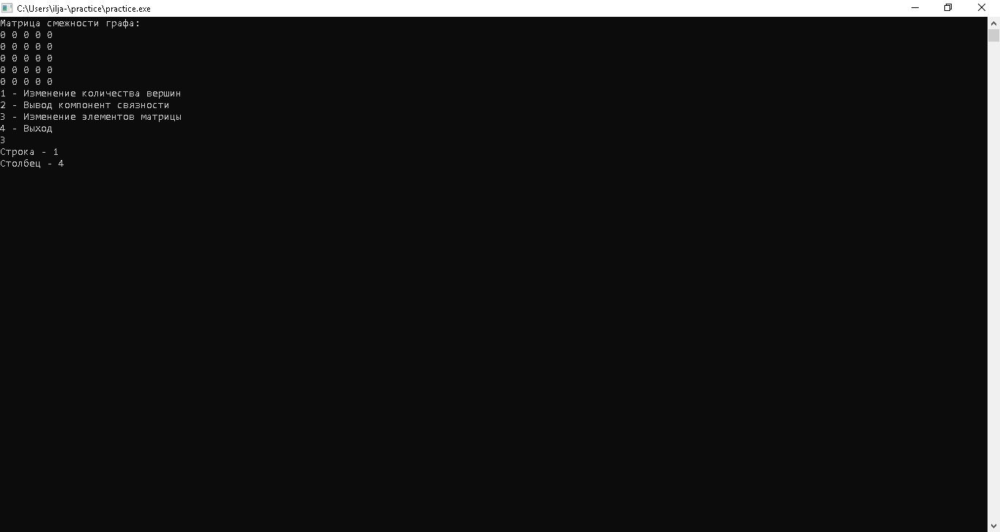 C:\Users\ilja-\practice\practice.exe
Матрица смежности графа:
0 0 0 0 0
0 0 0 0 0
0 0 0 0 0
0 0 0 0 0
0 0 0 0 0
1 - Изменение количества вершин
2 - Вывод компонент связности
3 - Изменение элементов матрицы
4 - Выход
3
Строка - 1
Столбец - 4